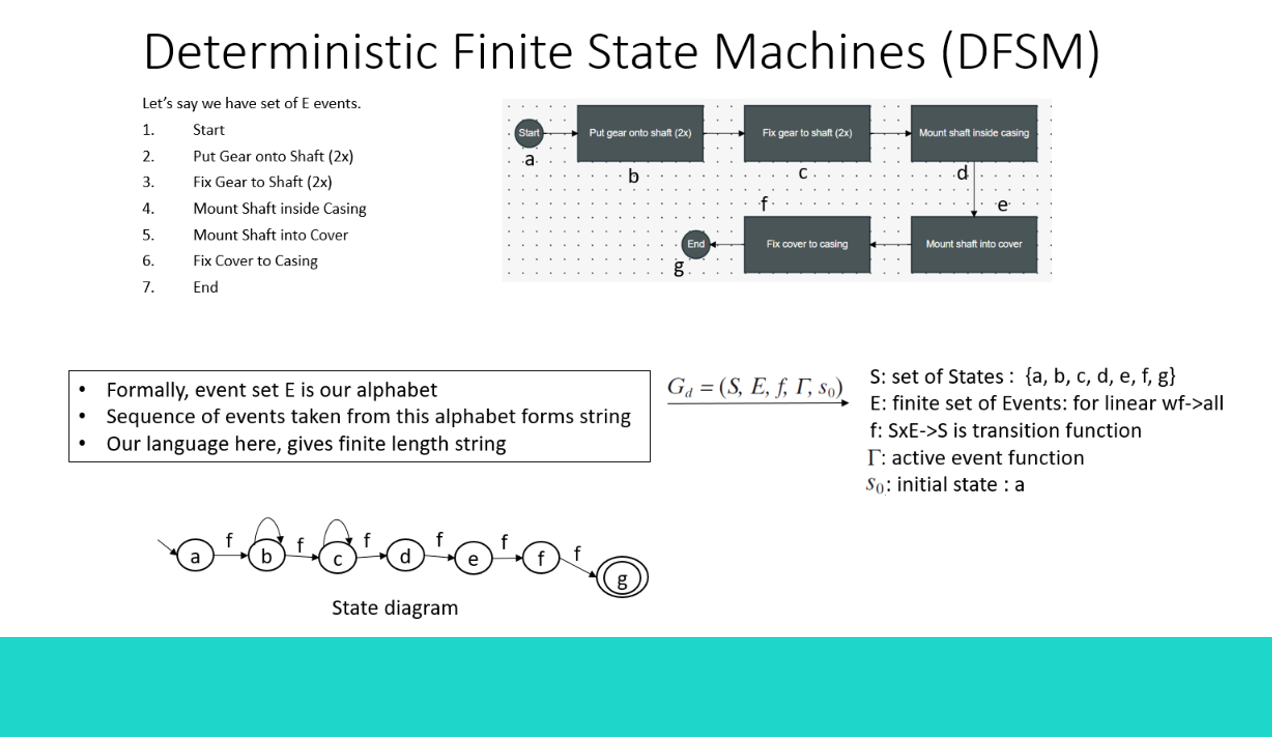 Deterministic Finite State Machines (DFSM)
Let's say we have set of E events.
1. Start
2. Put Gear onto Shaft (2x)
3. Fix Gear to Shaft (2x)
4. Mount Shaft inside Casing
5. Mount Shaft into Cover
6. Fix Cover to Casing
7. End
Start
Put gear onto shaft (2x)
Fix gear to shaft (2x)
Mount shaft inside casing
a
b
c
d
f
e
End
Fix cover to casing
Mount shaft into cover
g
• Formally, event set E is our alphabet
• Sequence of events taken from this alphabet forms string
• Our language here, gives finite length string
G_d = (S, E, f, Γ, s₀)
S: set of States : {a, b, c, d, e, f, g}
E: finite set of Events: for linear wf->all
f: SxE->S is transition function
Γ: active event function
s₀: initial state : a
f f f f f f
a b c d e f g
State diagram